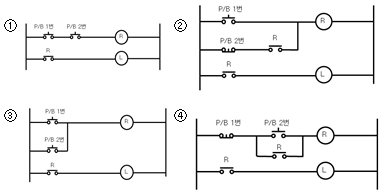 ① P/B 1번 P/B 2번 R
R L
② P/B 1번 R
P/B 2번 R
R L
③ P/B 1번 R
P/B 2번
R L
④ P/B 1번 P/B 2번 R
R
R L